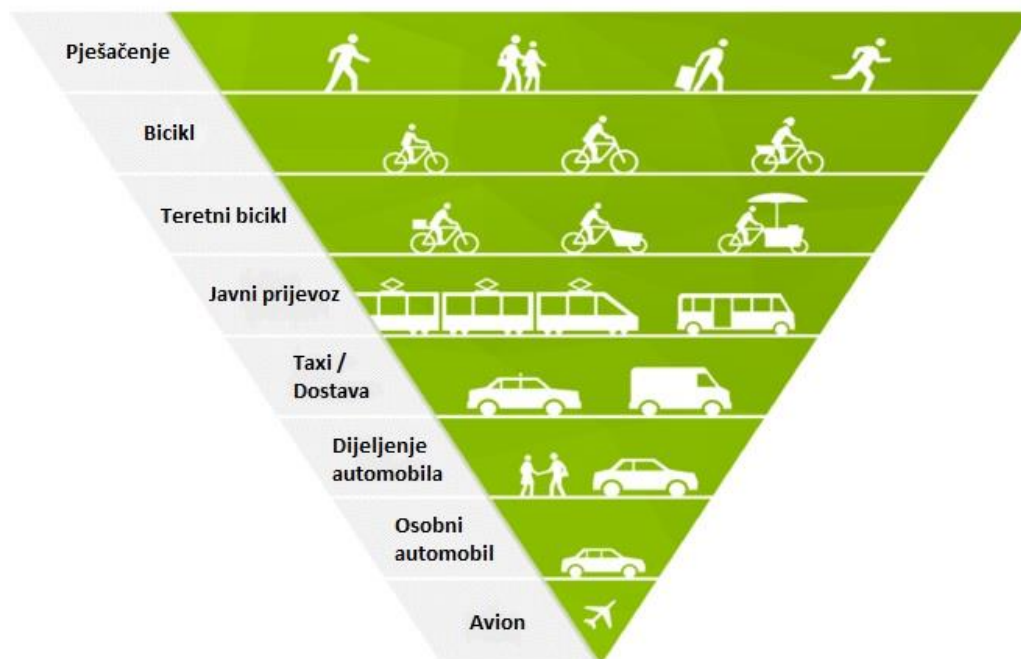 Pješačenje
Bicikl
Teretni bicikl
Javni prijevoz
Taxi /
Dostava
Dijeljenje
automobila
Osobni
automobil
Avion